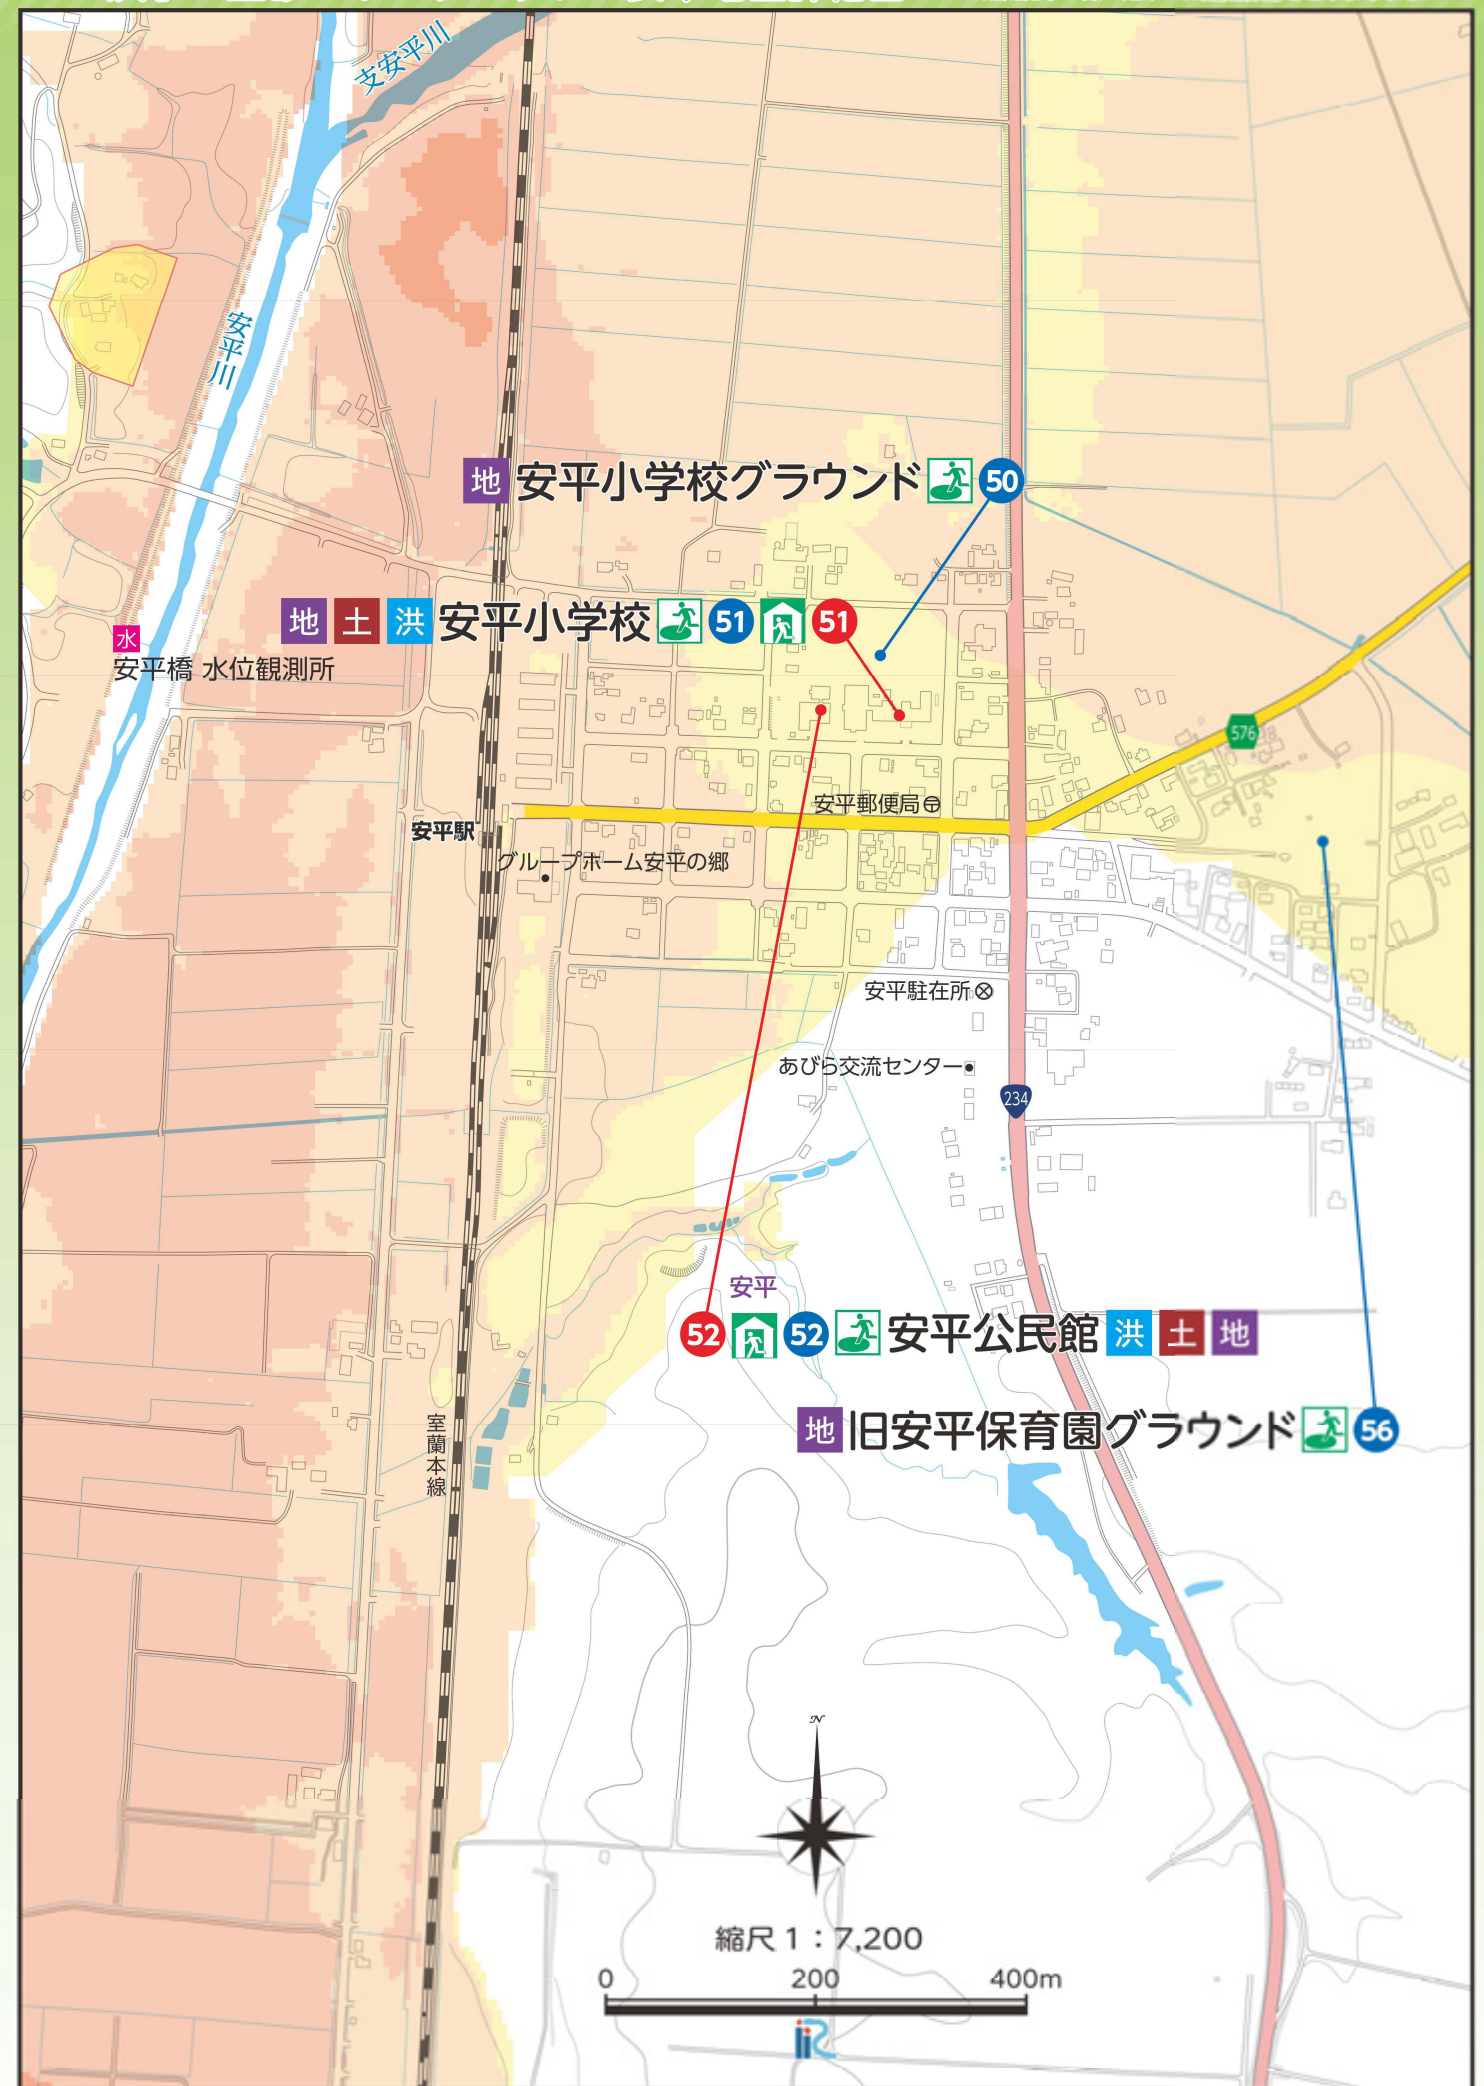 支安平川
安平川
地 安平小学校グラウンド 50
地 土 洪 安平小学校 51 51
水
安平橋 水位観測所
576
安平郵便局
安平駅
グループホーム安平の郷
安平駐在所
あびら交流センター
234
安平
52 52 安平公民館 洪 土 地
地 旧安平保育園グラウンド 56
室蘭本線
N
縮尺 1:7,200
0 200 400m